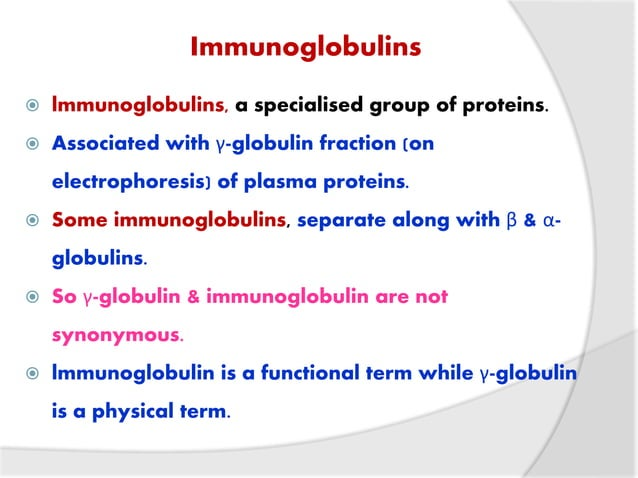 Immunoglobulins
Immunoglobulins, a specialised group of proteins.
Associated with γ-globulin fraction (on
electrophoresis) of plasma proteins.
Some immunoglobulins, separate along with β & α-
globulins.
So γ-globulin & immunoglobulin are not
synonymous.
Immunoglobulin is a functional term while γ-globulin
is a physical term.